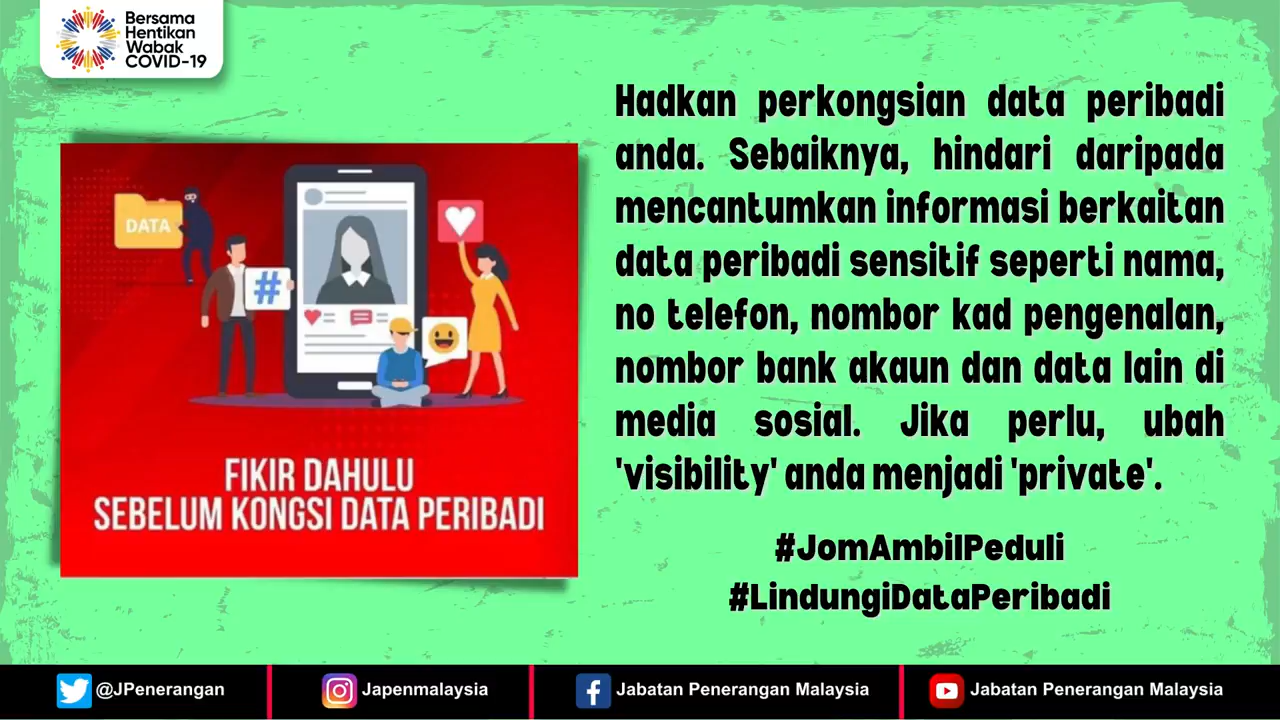 Bersama
Hentikan
Wabak
COVID-19
DATA
#
FIKIR DAHULU
SEBELUM KONGSI DATA PERIBADI
Hadkan perkongsian data peribadi
anda. Sebaiknya, hindari daripada
mencantumkan informasi berkaitan
data peribadi sensitif seperti nama,
no telefon, nombor kad pengenalan,
nombor bank akaun dan data lain di
media sosial. Jika perlu, ubah
'visibility' anda menjadi 'private'.
#JomAmbilPeduli
#LindungiDataPeribadi
@JPenerangan
Japenmalaysia
Jabatan Penerangan Malaysia
Jabatan Penerangan Malaysia